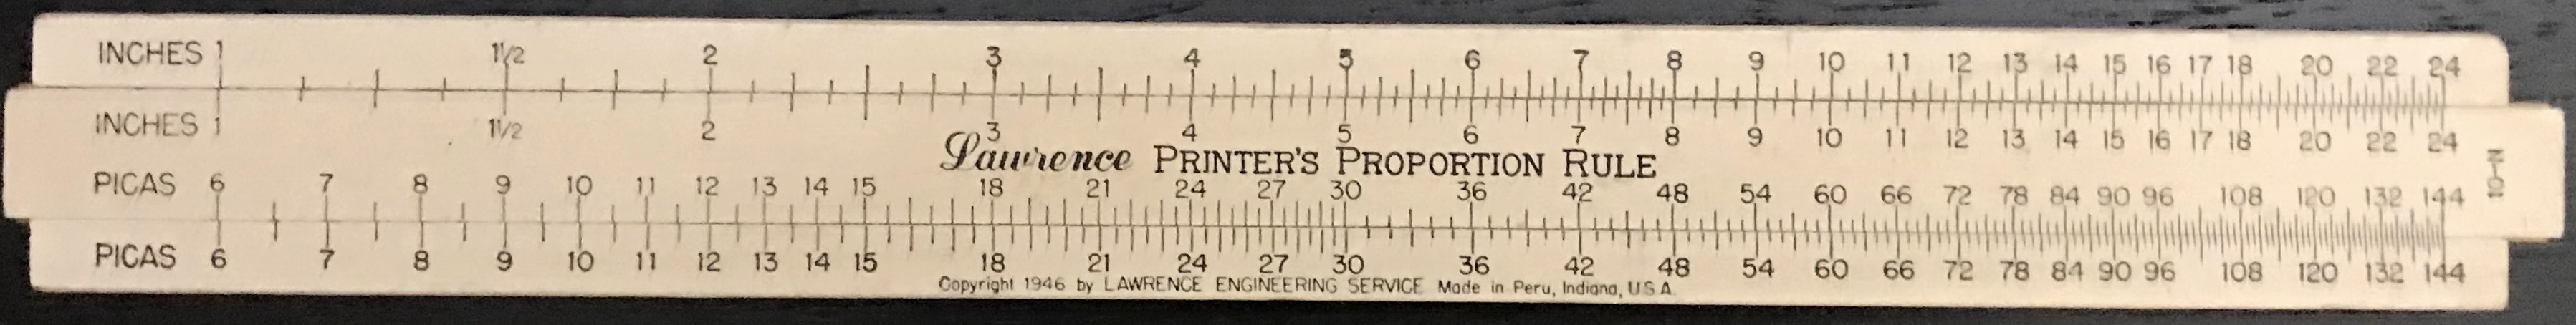 INCHES 1 1½ 2 3 4 5 6 7 8 9 10 11 12 13 14 15 16 17 18 20 22 24
INCHES 1 1½ 2 3 4 5 6 7 8 9 10 11 12 13 14 15 16 17 18 20 22 24
Lawrence PRINTER'S PROPORTION RULE
PICAS 6 7 8 9 10 11 12 13 14 15 18 21 24 27 30 36 42 48 54 60 66 72 78 84 90 96 108 120 132 144
10-N
PICAS 6 7 8 9 10 11 12 13 14 15 18 21 24 27 30 36 42 48 54 60 66 72 78 84 90 96 108 120 132 144
Copyright 1946 by LAWRENCE ENGINEERING SERVICE Made in Peru, Indiana, U.S.A.